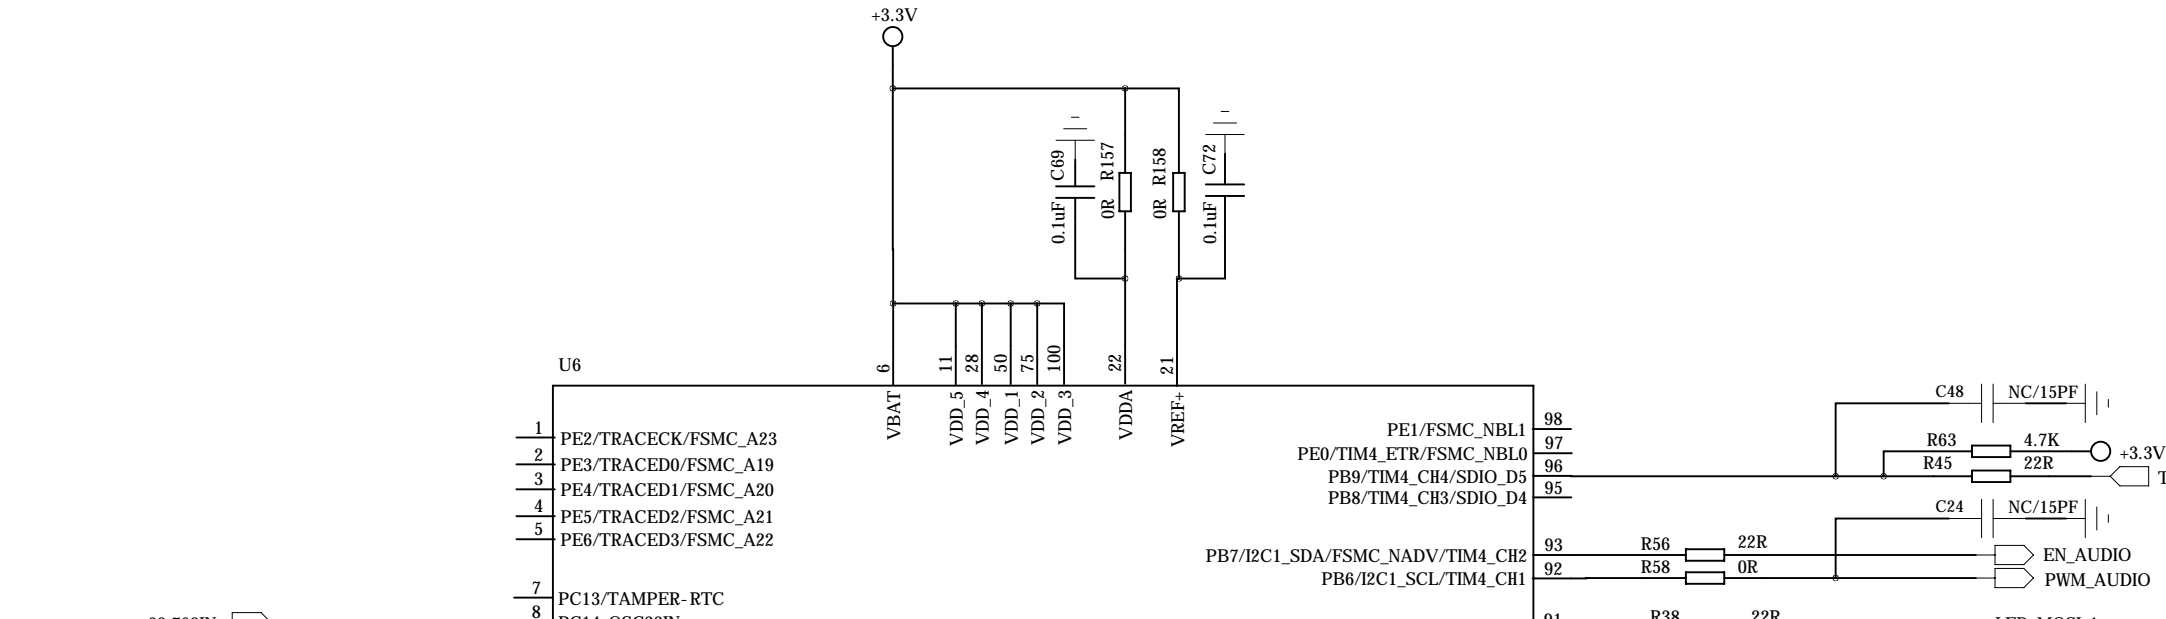 +3.3V
C69
0.1uF
R157
0R
R158
0R
C72
0.1uF
U6
6
11
28
50
75
100
22
21
VBAT
VDD_5
VDD_4
VDD_1
VDD_2
VDD_3
VDDA
VREF+
1 PE2/TRACECK/FSMC_A23
2 PE3/TRACED0/FSMC_A19
3 PE4/TRACED1/FSMC_A20
4 PE5/TRACED2/FSMC_A21
5 PE6/TRACED3/FSMC_A22
7 PC13/TAMPER-RTC
8
PE1/FSMC_NBL1 98
PE0/TIM4_ETR/FSMC_NBL0 97
PB9/TIM4_CH4/SDIO_D5 96
PB8/TIM4_CH3/SDIO_D4 95
PB7/I2C1_SDA/FSMC_NADV/TIM4_CH2 93
PB6/I2C1_SCL/TIM4_CH1 92
91
C48 NC/15PF
R63 4.7K +3.3V
R45 22R T
C24 NC/15PF
R56 22R EN_AUDIO
R58 0R PWM_AUDIO
R38 22R